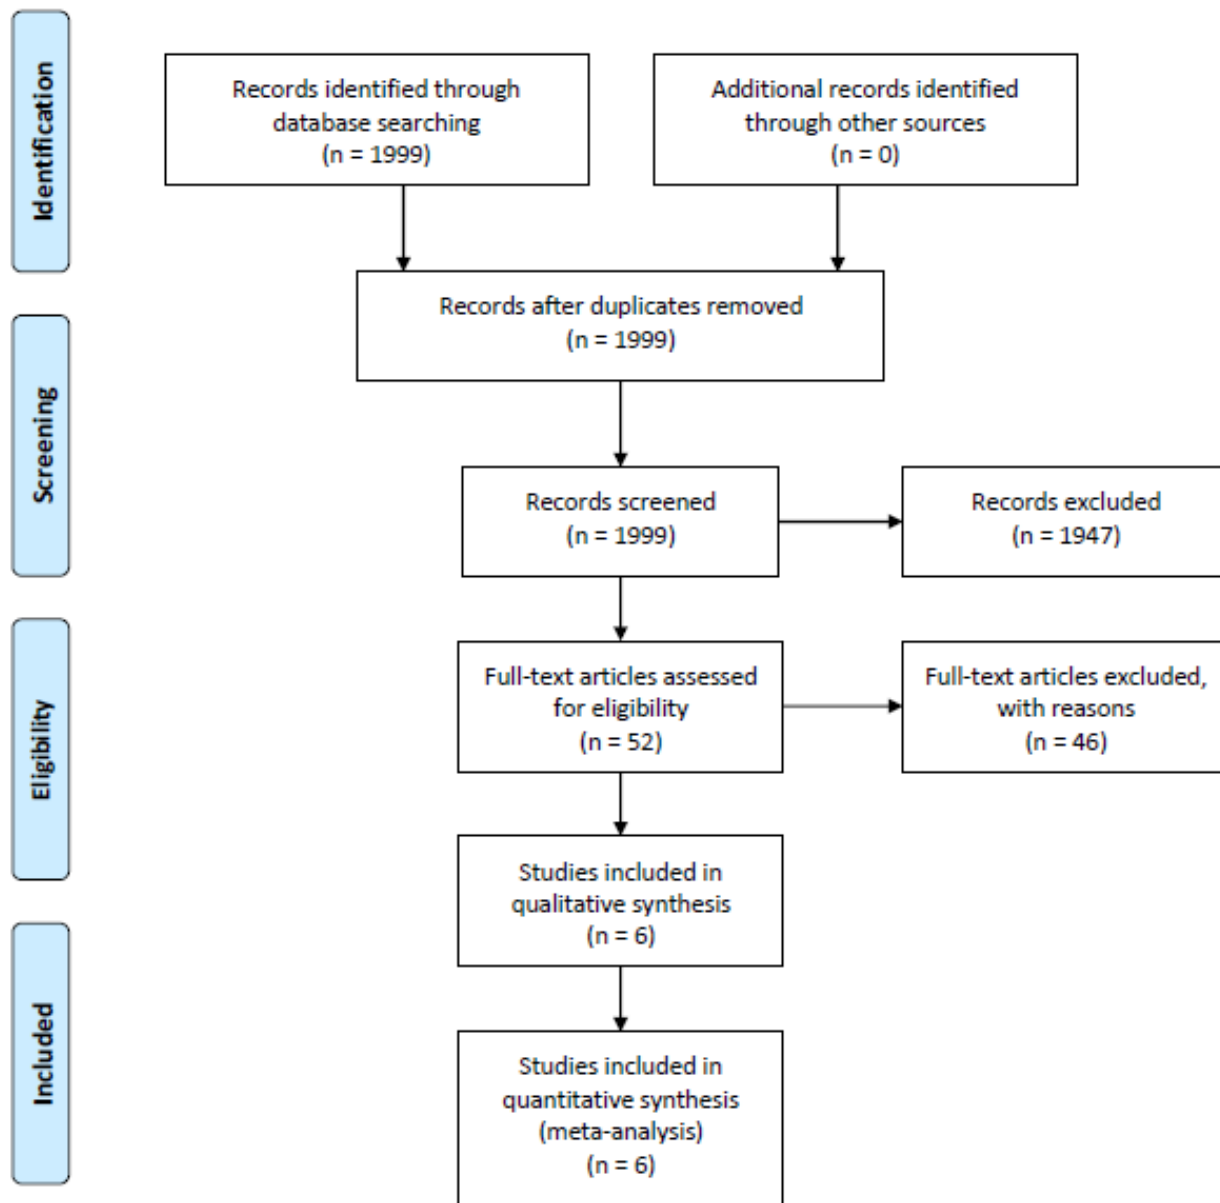 Identification
Records identified through
database searching
(n = 1999)
Additional records identified
through other sources
(n = 0)
Records after duplicates removed
(n = 1999)
Screening
Records screened
(n = 1999)
Records excluded
(n = 1947)
Eligibility
Full-text articles assessed
for eligibility
(n = 52)
Full-text articles excluded,
with reasons
(n = 46)
Studies included in
qualitative synthesis
(n = 6)
Included
Studies included in
quantitative synthesis
(meta-analysis)
(n = 6)